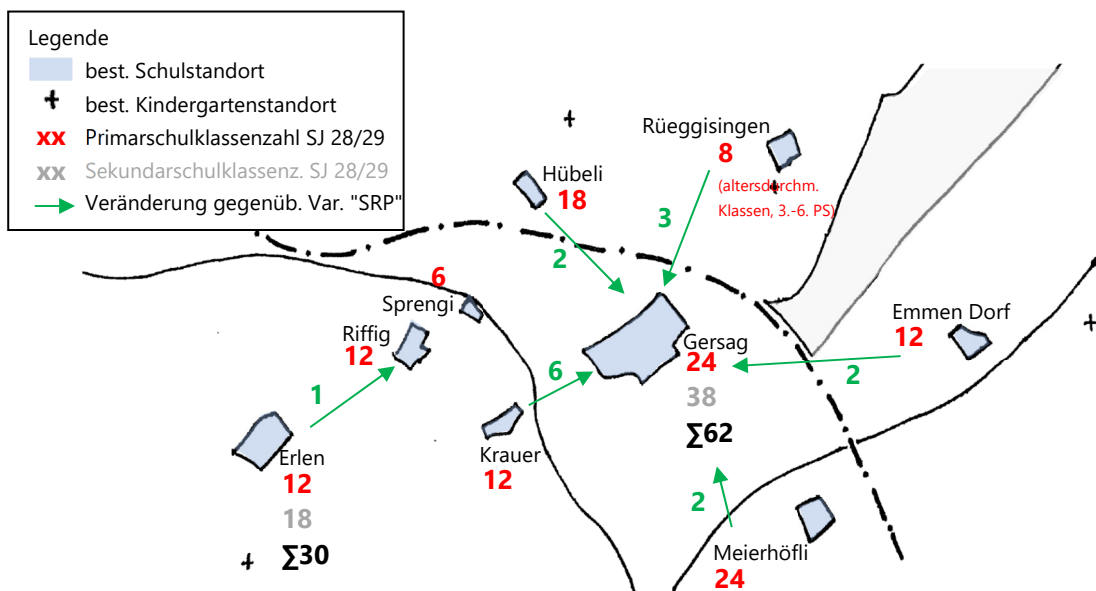 Legende
best. Schulstandort
best. Kindergartenstandort
xx Primarschulklassenzahl SJ 28/29
xx Sekundarschulklassenz. SJ 28/29
Veränderung gegenüb. Var. "SRP"
Rüeggisingen
8
(altersdurchm.
Klassen, 3.-6. PS)
Hübeli
18
3
2
6
Sprengi
Riffig
12
Emmen Dorf
12
Gersag
24
2
6
38
∑62
1
Krauer
12
Erlen
12
18
∑30
2
Meierhöfli
24